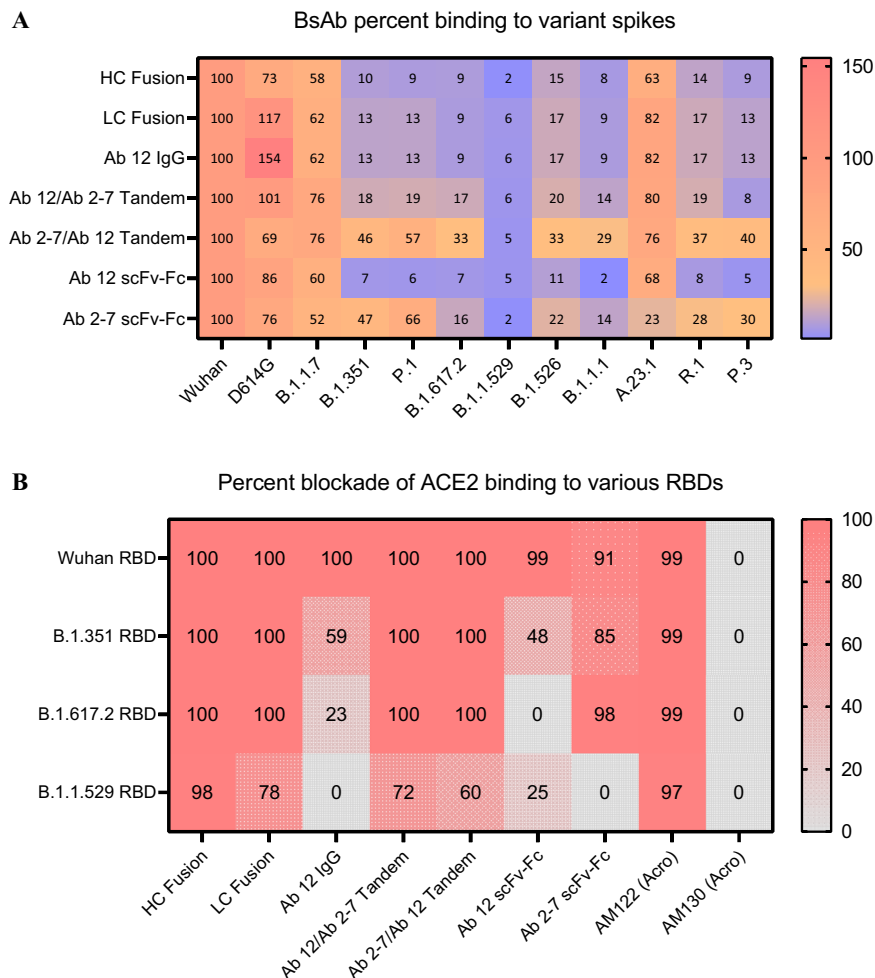 A
BsAb percent binding to variant spikes
HC Fusion 100 73 58 10 9 9 2 15 8 63 14 9
LC Fusion 100 117 62 13 13 9 6 17 9 82 17 13
Ab 12 IgG 100 154 62 13 13 9 6 17 9 82 17 13
Ab 12/Ab 2-7 Tandem 100 101 76 18 19 17 6 20 14 80 19 8
Ab 2-7/Ab 12 Tandem 100 69 76 46 57 33 5 33 29 76 37 40
Ab 12 scFv-Fc 100 86 60 7 6 7 5 11 2 68 8 5
Ab 2-7 scFv-Fc 100 76 52 47 66 16 2 22 14 23 28 30
Wuhan D614G B.1.1.7 B.1.351 P.1 B.1.617.2 B.1.1.529 B.1.526 B.1.1.1 A.23.1 R.1 P.3
150
100
50
B
Percent blockade of ACE2 binding to various RBDs
Wuhan RBD 100 100 100 100 100 99 91 99 0
B.1.351 RBD 100 100 59 100 100 48 85 99 0
B.1.617.2 RBD 100 100 23 100 100 0 98 99 0
B.1.1.529 RBD 98 78 0 72 60 25 0 97 0
HC Fusion LC Fusion Ab 12 IgG Ab 12/Ab 2-7 Tandem Ab 2-7/Ab 12 Tandem Ab 12 scFv-Fc Ab 2-7 scFv-Fc AM122 (Acro) AM130 (Acro)
100
80
60
40
20
0